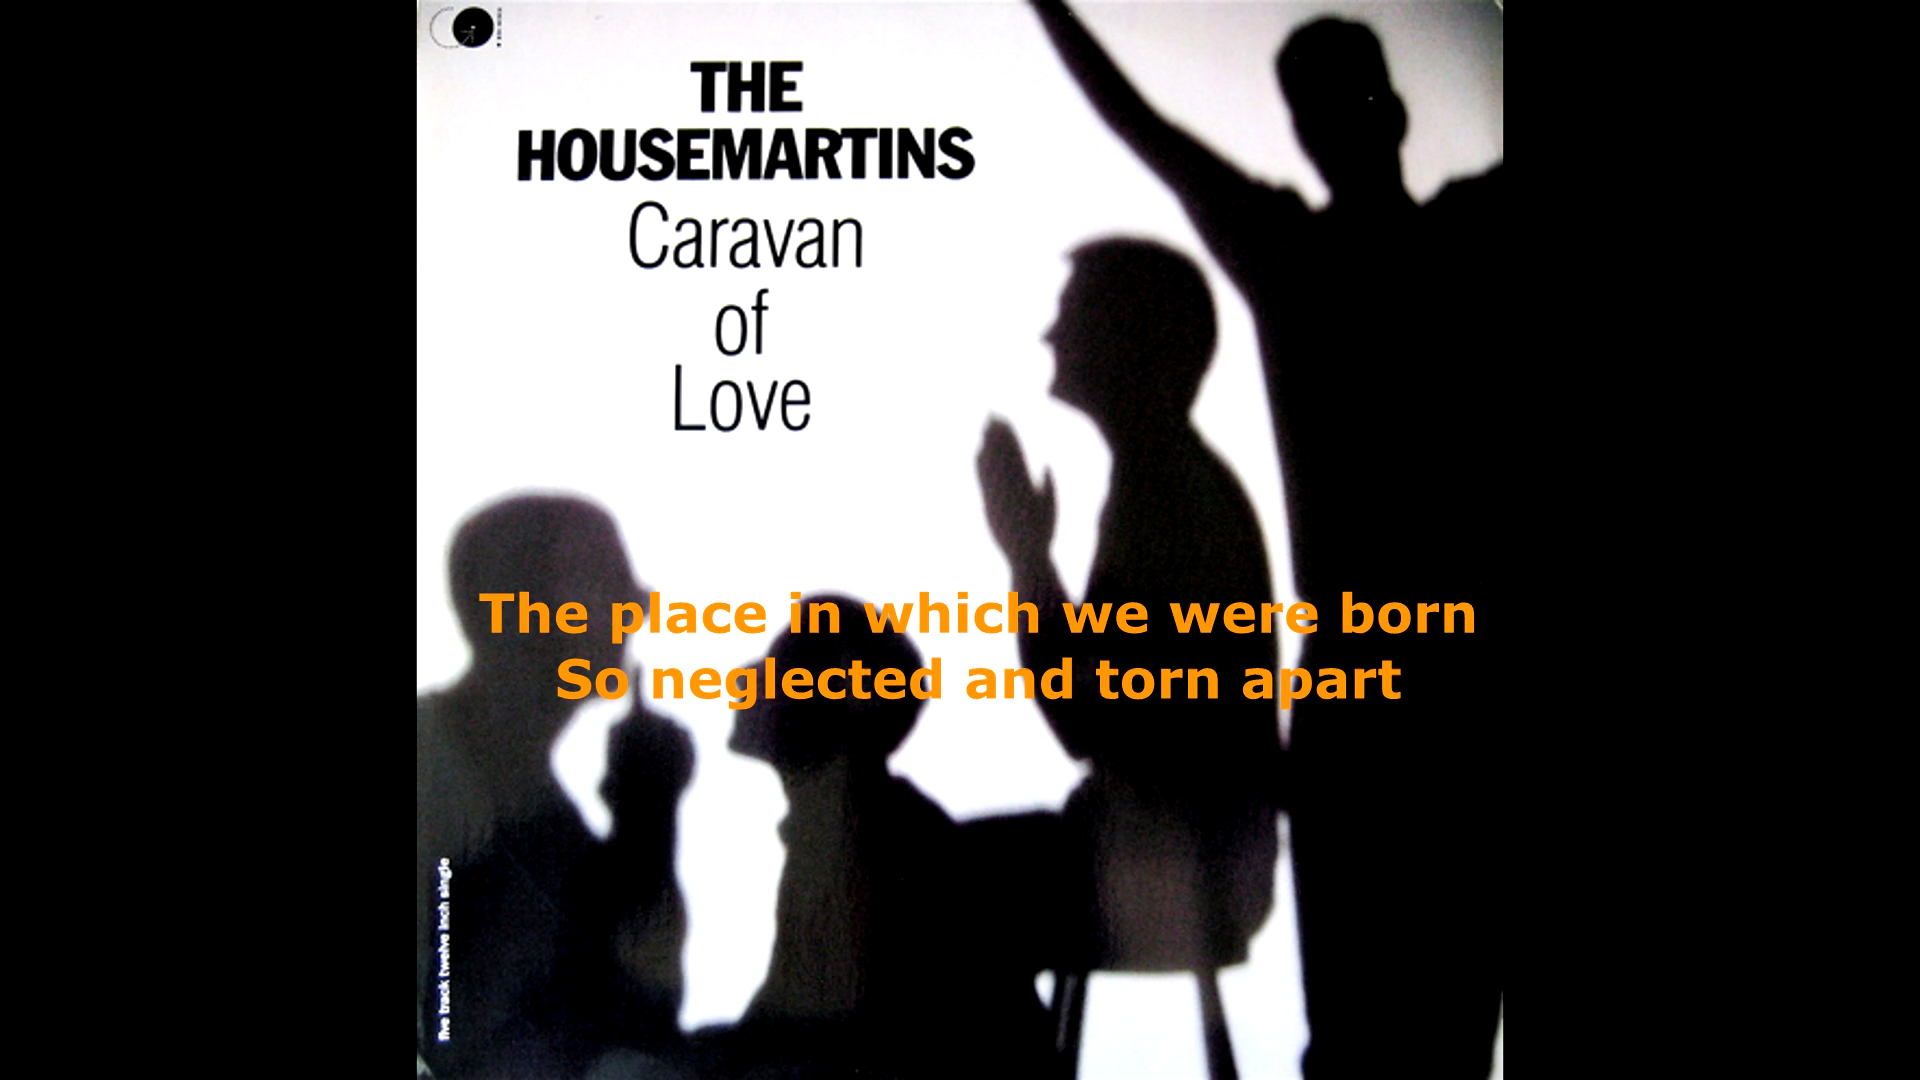 THE
HOUSEMARTINS
Caravan
of
Love
The place in which we were born
So neglected and torn apart
five track twelve inch single